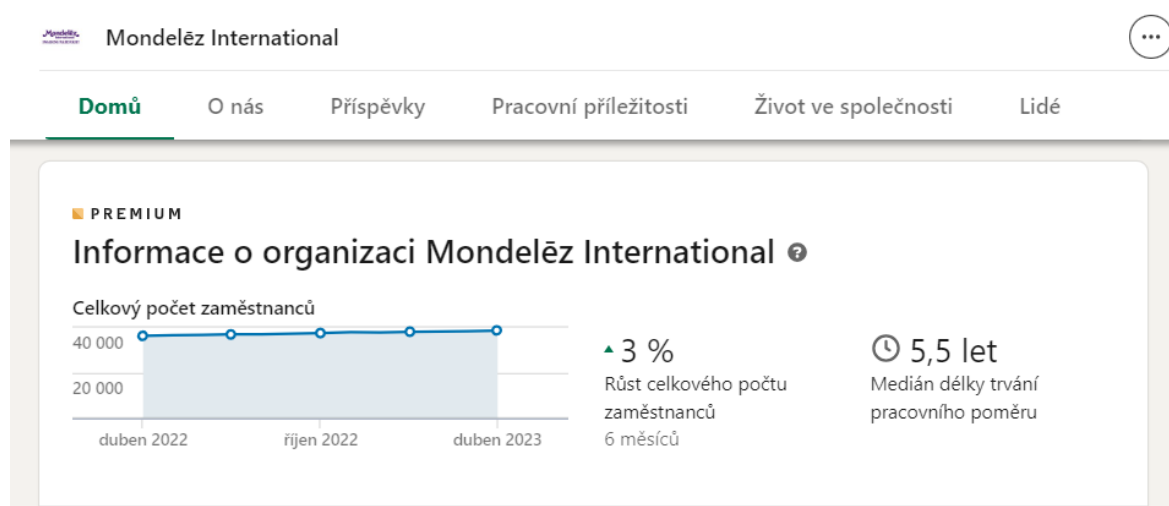 Mondelēz International
Domů
O nás
Příspěvky
Pracovní příležitosti
Život ve společnosti
Lidé
PREMIUM
Informace o organizaci Mondelēz International
Celkový počet zaměstnanců
40 000
20 000
duben 2022
říjen 2022
duben 2023
3 %
Růst celkového počtu
zaměstnanců
6 měsíců
5,5 let
Medián délky trvání
pracovního poměru